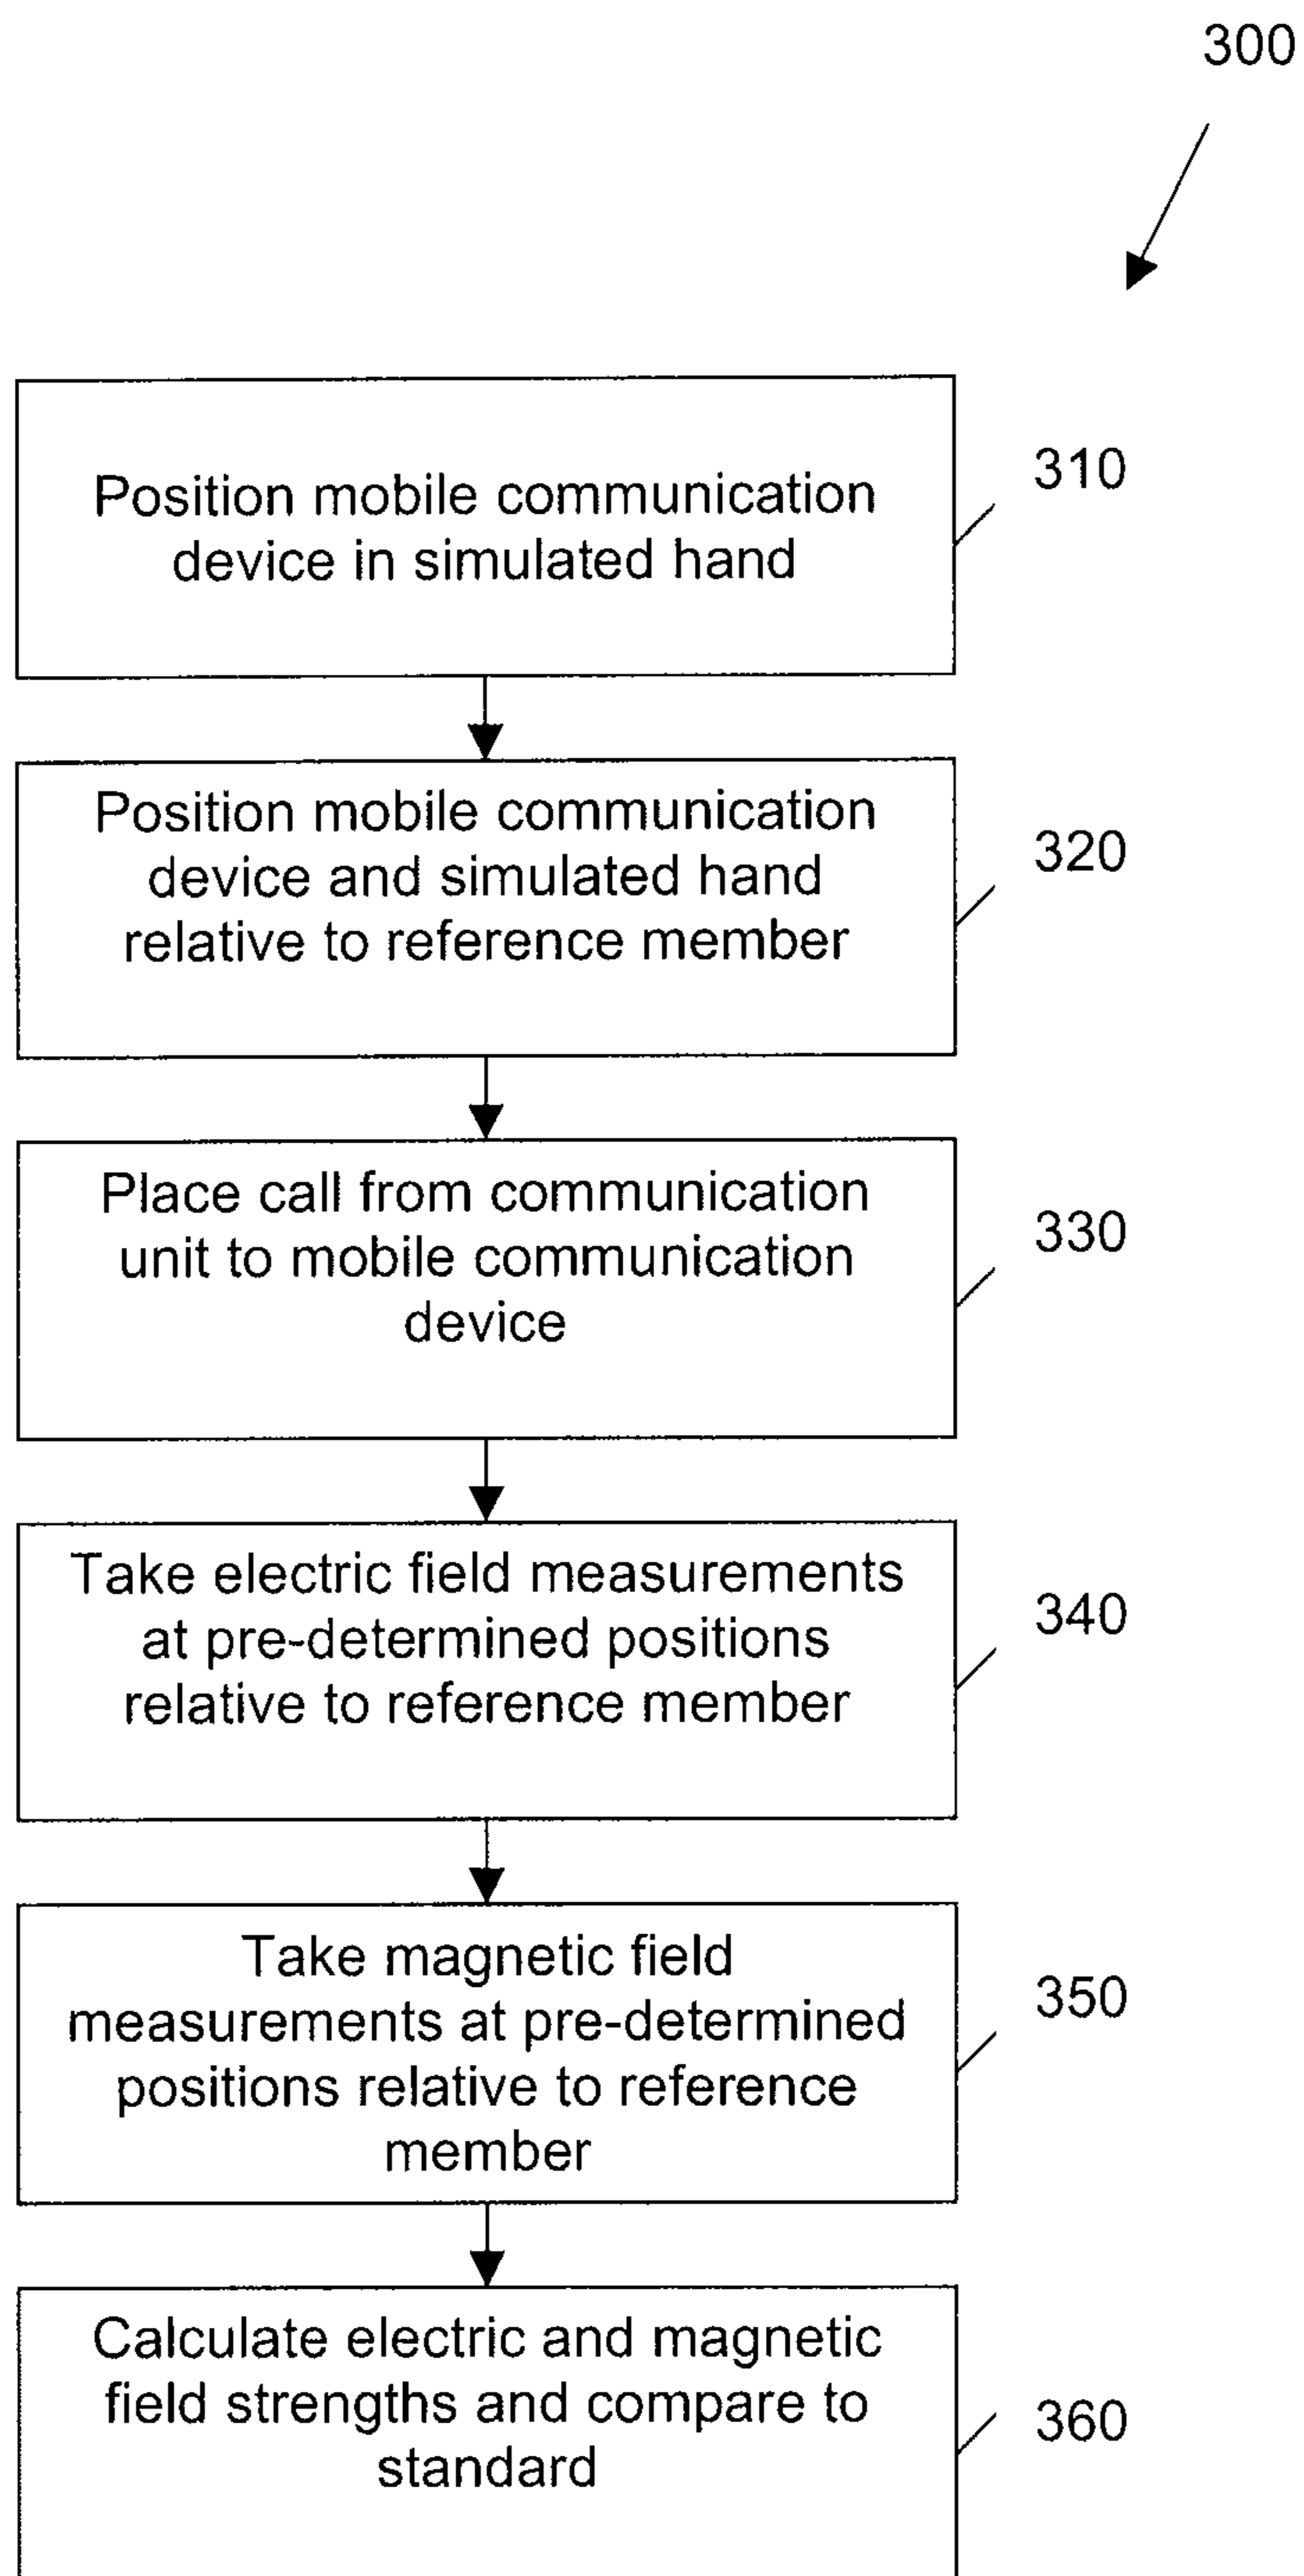 300
Position mobile communication
device in simulated hand
310
Position mobile communication
device and simulated hand
relative to reference member
320
Place call from communication
unit to mobile communication
device
330
Take electric field measurements
at pre-determined positions
relative to reference member
340
Take magnetic field
measurements at pre-determined
positions relative to reference
member
350
Calculate electric and magnetic
field strengths and compare to
standard
360